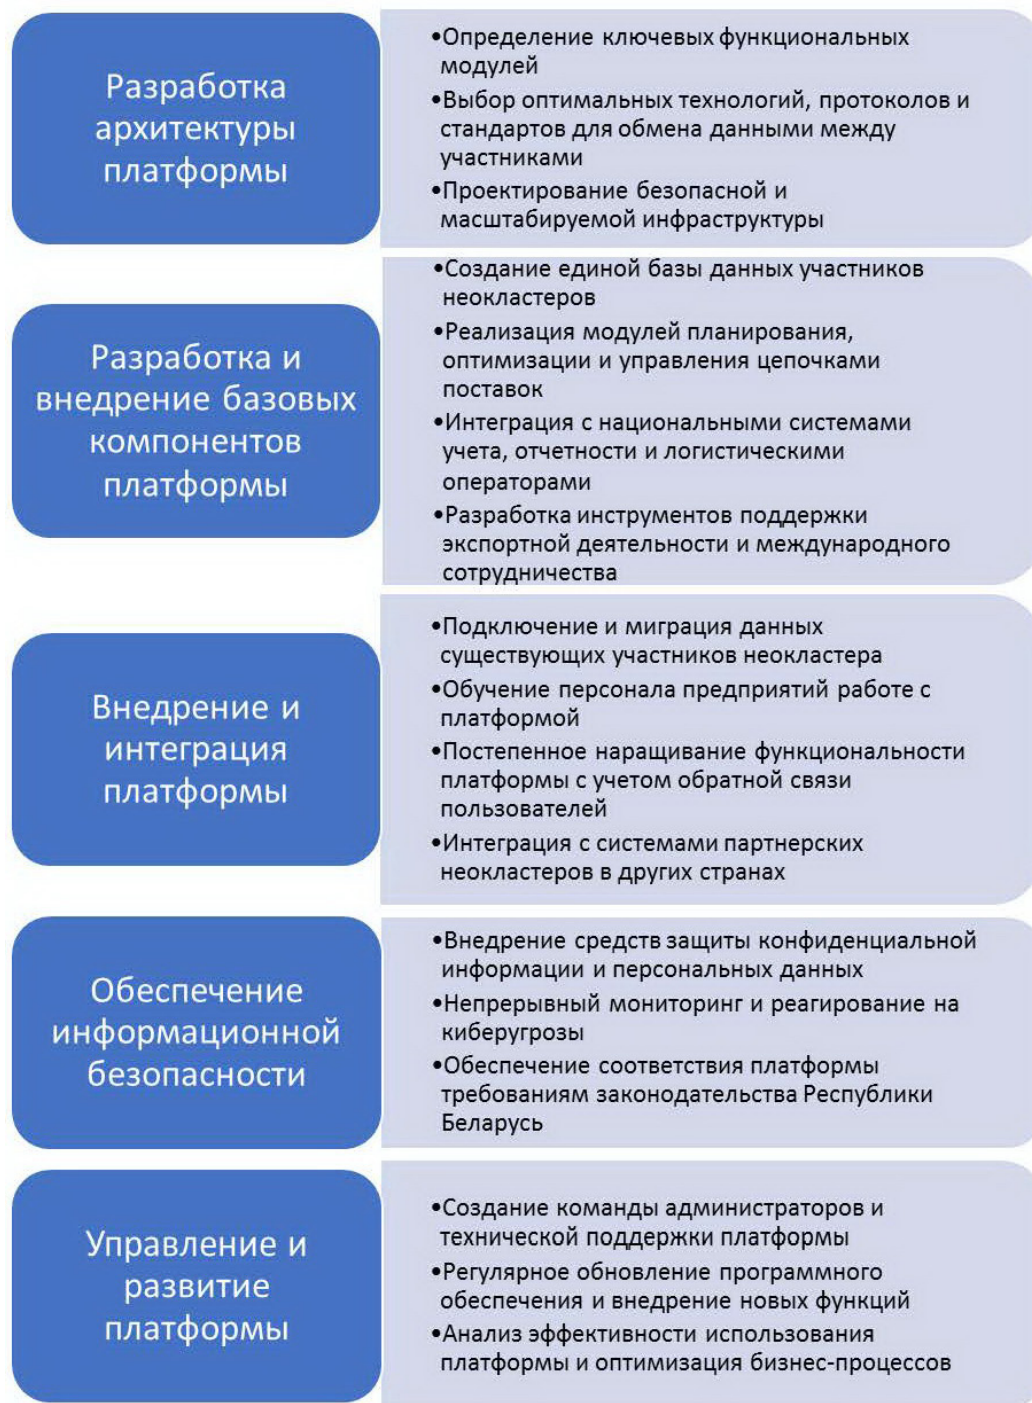 Разработка
архитектуры
платформы
•Определение ключевых функциональных
модулей
•Выбор оптимальных технологий, протоколов и
стандартов для обмена данными между
участниками
•Проектирование безопасной и
масштабируемой инфраструктуры
Разработка и
внедрение базовых
компонентов
платформы
•Создание единой базы данных участников
неокластеров
•Реализация модулей планирования,
оптимизации и управления цепочками
поставок
•Интеграция с национальными системами
учета, отчетности и логистическими
операторами
•Разработка инструментов поддержки
экспортной деятельности и международного
сотрудничества
Внедрение и
интеграция
платформы
•Подключение и миграция данных
существующих участников неокластера
•Обучение персонала предприятий работе с
платформой
•Постепенное наращивание функциональности
платформы с учетом обратной связи
пользователей
•Интеграция с системами партнерских
неокластеров в других странах
Обеспечение
информационной
безопасности
•Внедрение средств защиты конфиденциальной
информации и персональных данных
•Непрерывный мониторинг и реагирование на
киберугрозы
•Обеспечение соответствия платформы
требованиям законодательства Республики
Беларусь
Управление и
развитие
платформы
•Создание команды администраторов и
технической поддержки платформы
•Регулярное обновление программного
обеспечения и внедрение новых функций
•Анализ эффективности использования
платформы и оптимизация бизнес-процессов